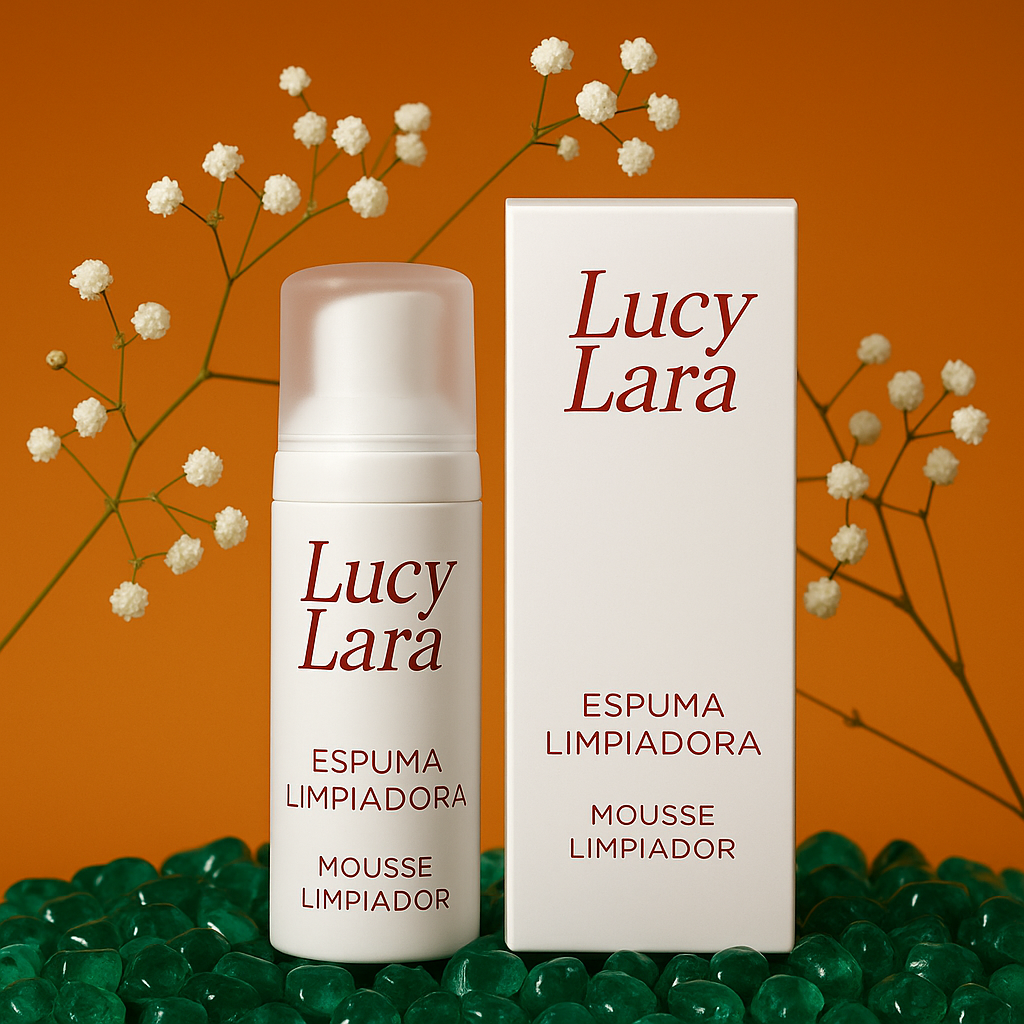 Lucy
Lara
ESPUMA
LIMPIADORA
MOUSSE
LIMPIADOR
Lucy
Lara
ESPUMA
LIMPIADORA
MOUSSE
LIMPIADOR